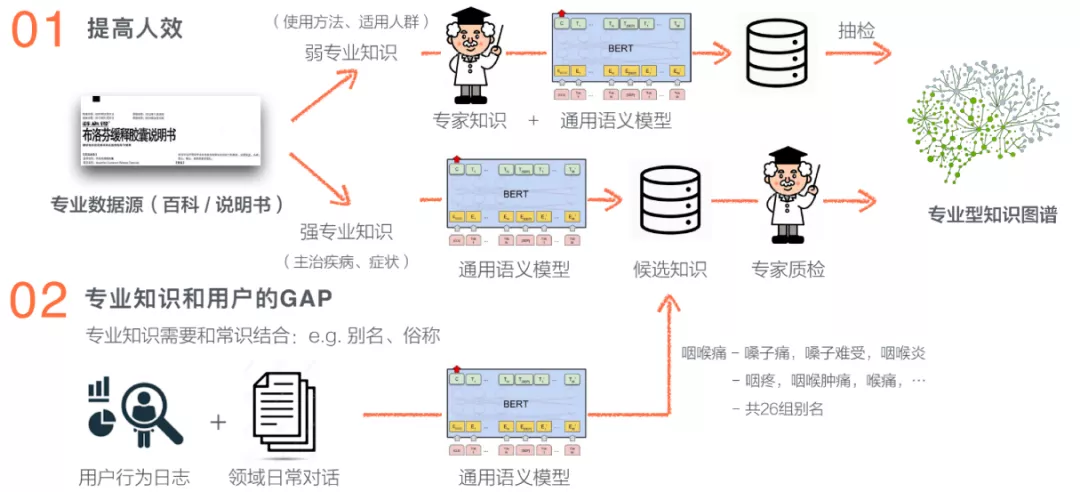 01 提高人效
(使用方法、适用人群)
弱专业知识
BERT
专家知识 + 通用语义模型
抽检
布洛芬缓释胶囊说明书
专业数据源(百科/说明书)
强专业知识
(主治疾病、症状)
BERT
通用语义模型
候选知识
专家质检
专业型知识图谱
02 专业知识和用户的GAP
专业知识需要和常识结合：e.g. 别名、俗称
咽喉痛 – 嗓子痛，嗓子难受，咽喉炎
– 咽疼，咽喉肿痛，喉痛，…
– 共26组别名
BERT
+
用户行为日志
领域日常对话
通用语义模型